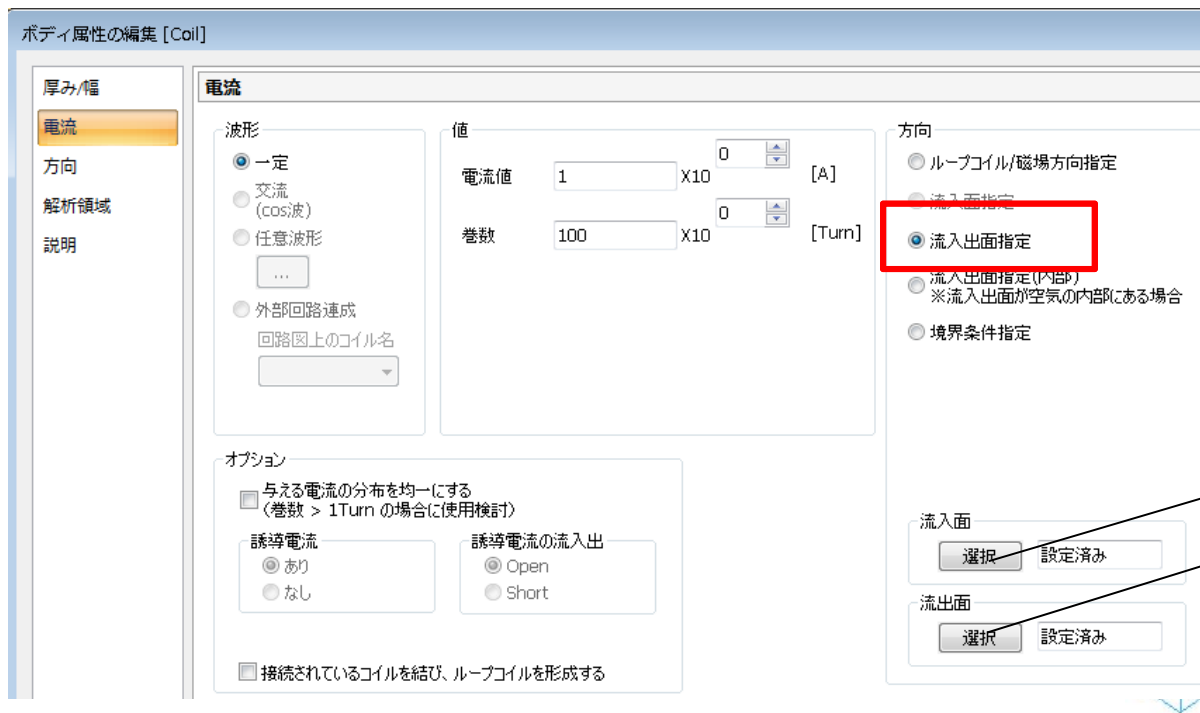 ボディ属性の編集 [Coil]
厚み/幅
電流
方向
解析領域
説明
電流
波形
一定
交流
(cos波)
任意波形
...
外部回路連成
回路図上のコイル名
値
電流値 1 X10 0 [A]
巻数 100 X10 0 [Turn]
方向
ループコイル/磁場方向指定
流入面指定
流入出面指定
流入出面指定(内部)
※流入出面が空気の内部にある場合
境界条件指定
オプション
与える電流の分布を均一にする
(巻数 > 1Turn の場合に使用検討)
誘導電流
あり
なし
誘導電流の流入出
Open
Short
接続されているコイルを結び、ループコイルを形成する
流入面
選択 設定済み
流出面
選択 設定済み